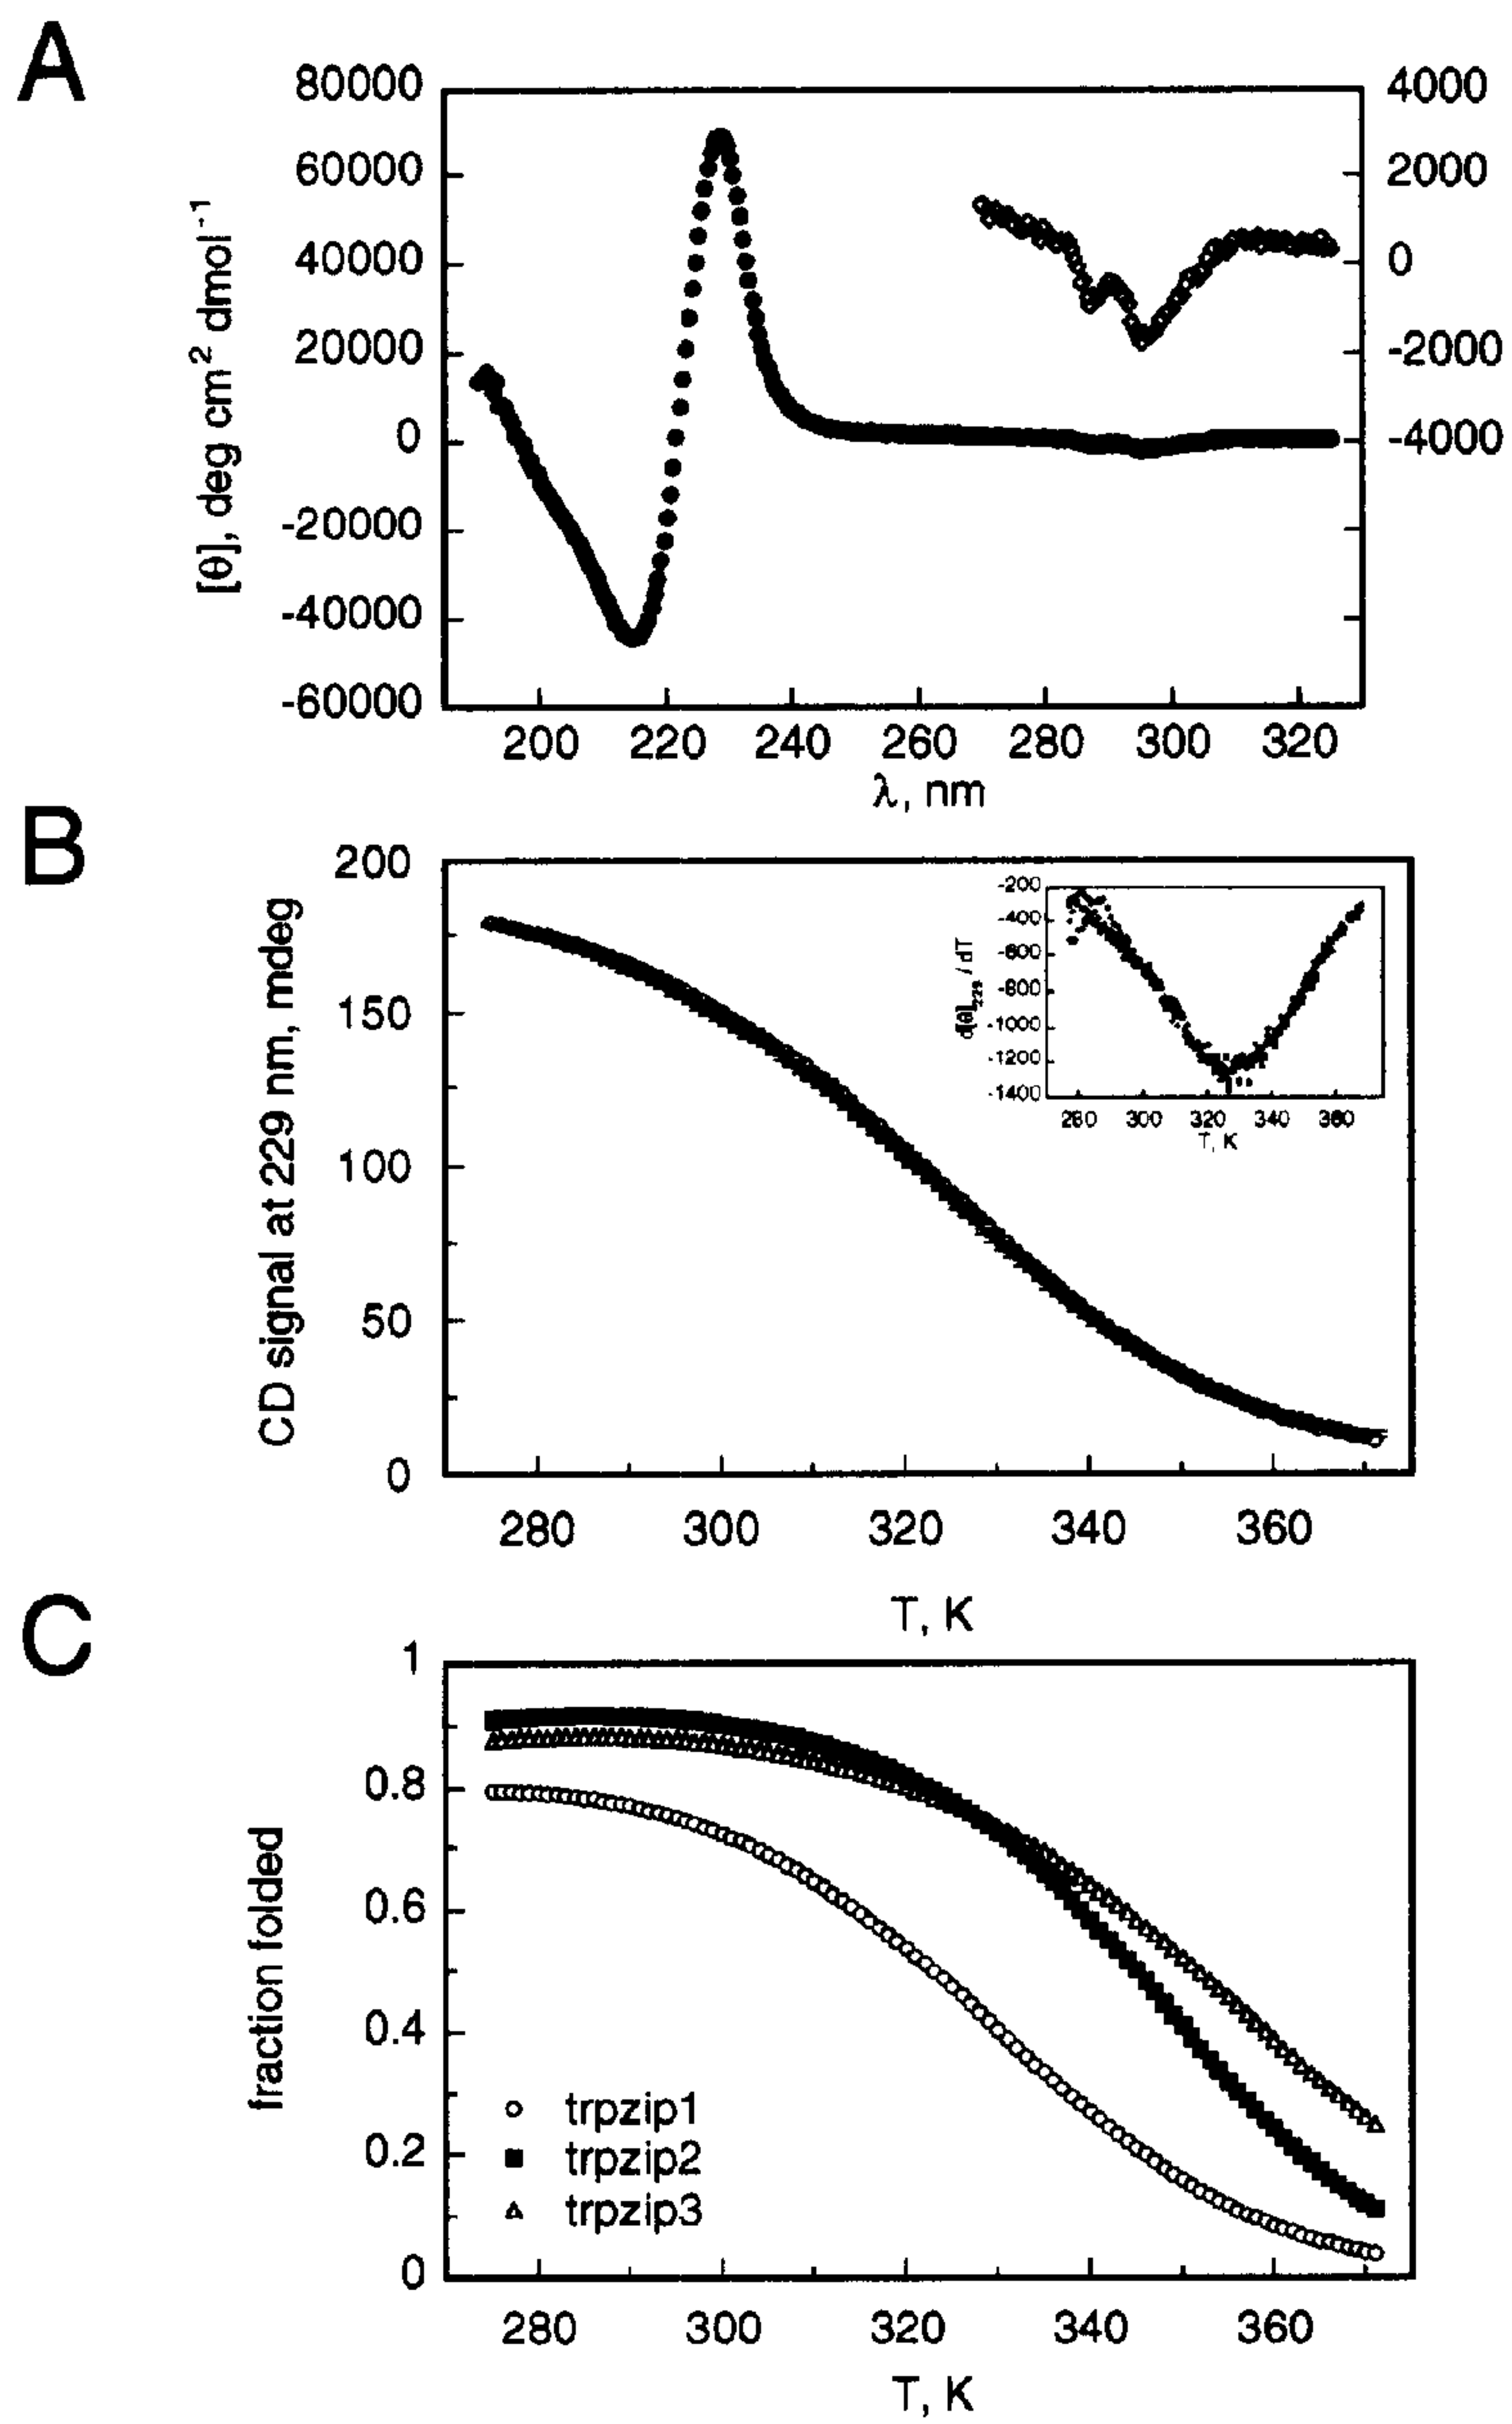 A
80000
60000
40000
20000
0
-20000
-40000
-60000
[θ], deg cm² dmol⁻¹
4000
2000
0
-2000
-4000
200 220 240 260 280 300 320
λ, nm
B
200
150
100
50
0
CD signal at 229 nm, mdeg
-200
-400
-600
-800
-1000
-1200
-1400
d[θ]₂₂₉ / dT
280 300 320 340 360
T, K
280 300 320 340 360
T, K
C
1
0.8
0.6
0.4
0.2
0
fraction folded
trpzip1
trpzip2
trpzip3
280 300 320 340 360
T, K